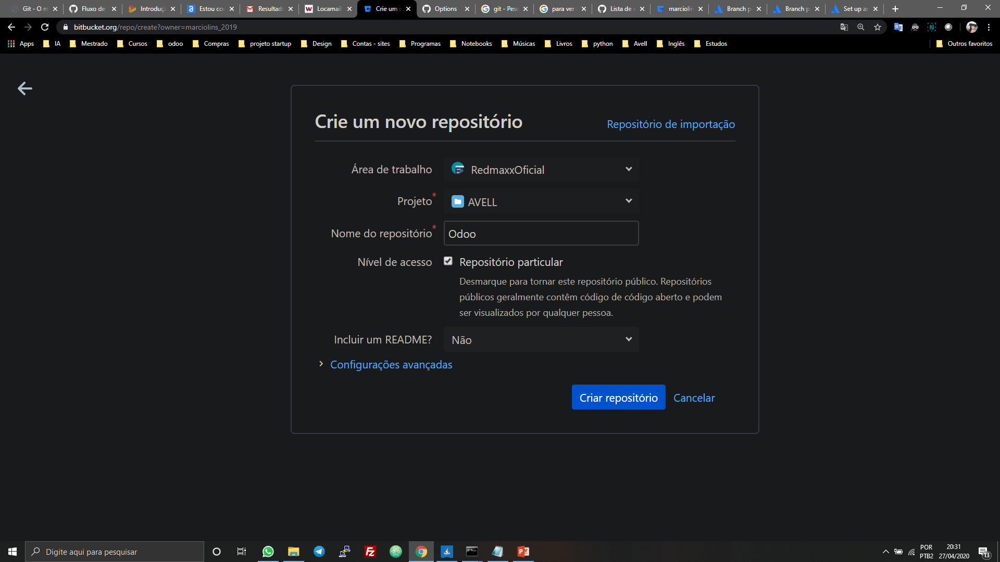 Git - O m
Fluxo de
Introduç
Estou co
Resultad
Locamail
Crie um
Options
git - Pes
para ver
Lista de
marciolin
Branch p
Branch p
Set up a
bitbucket.org/repo/create?owner=marciolins_2019
Apps
IA
Mestrado
Cursos
odoo
Compras
projeto startup
Design
Contas - sites
Programas
Notebooks
Músicas
Livros
python
Avell
Inglês
Estudos
Outros favoritos
Crie um novo repositório
Repositório de importação
Área de trabalho
RedmaxxOficial
Projeto*
AVELL
Nome do repositório*
Odoo
Nível de acesso
Repositório particular
Desmarque para tornar este repositório público. Repositórios
públicos geralmente contêm código de código aberto e podem
ser visualizados por qualquer pessoa.
Incluir um README?
Não
Configurações avançadas
Criar repositório
Cancelar
Digite aqui para pesquisar
POR
PTB2
20:31
27/04/2020
13